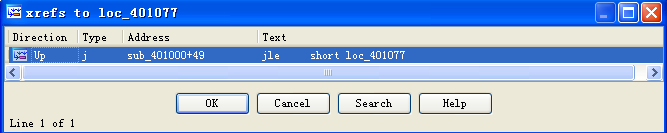 xrefs to loc_401077
Direction Type Address Text
Up j sub_401000+49 jle short loc_401077
OK Cancel Search Help
Line 1 of 1